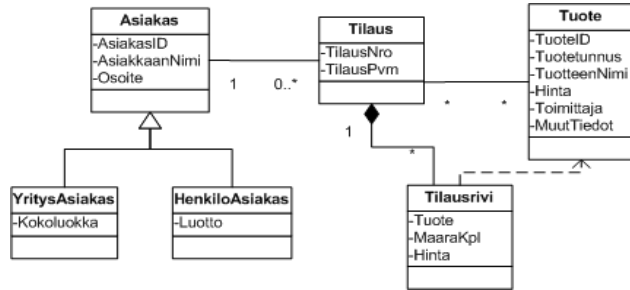 Asiakas
-AsiakasID
-AsiakkaanNimi
-Osoite
1
0..*
Tilaus
-TilausNro
-TilausPvm
*
*
Tuote
-TuoteID
-Tuotetunnus
-TuotteenNimi
-Hinta
-Toimittaja
-MuutTiedot
1
*
YritysAsiakas
-Kokoluokka
HenkiloAsiakas
-Luotto
Tilausrivi
-Tuote
-MaaraKpl
-Hinta